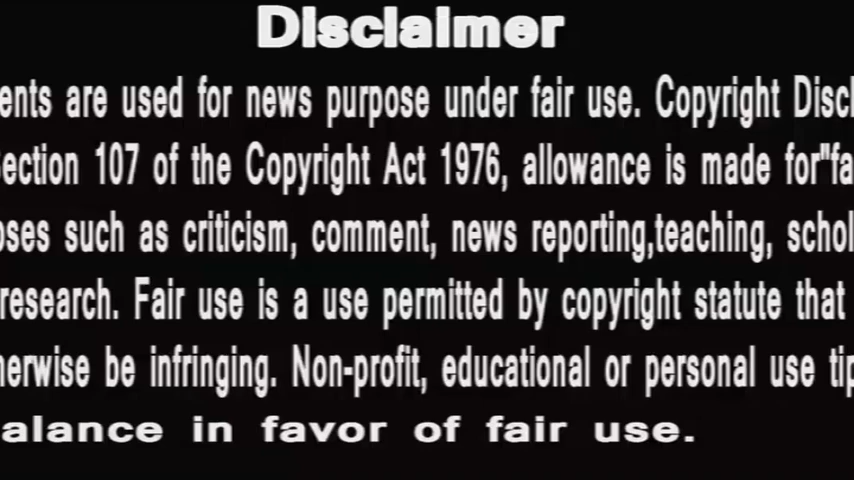 Disclaimer
ents are used for news purpose under fair use. Copyright Discl
Section 107 of the Copyright Act 1976, allowance is made for"fa
oses such as criticism, comment, news reporting,teaching, schol
research. Fair use is a use permitted by copyright statute that
herwise be infringing. Non-profit, educational or personal use tip
alance in favor of fair use.